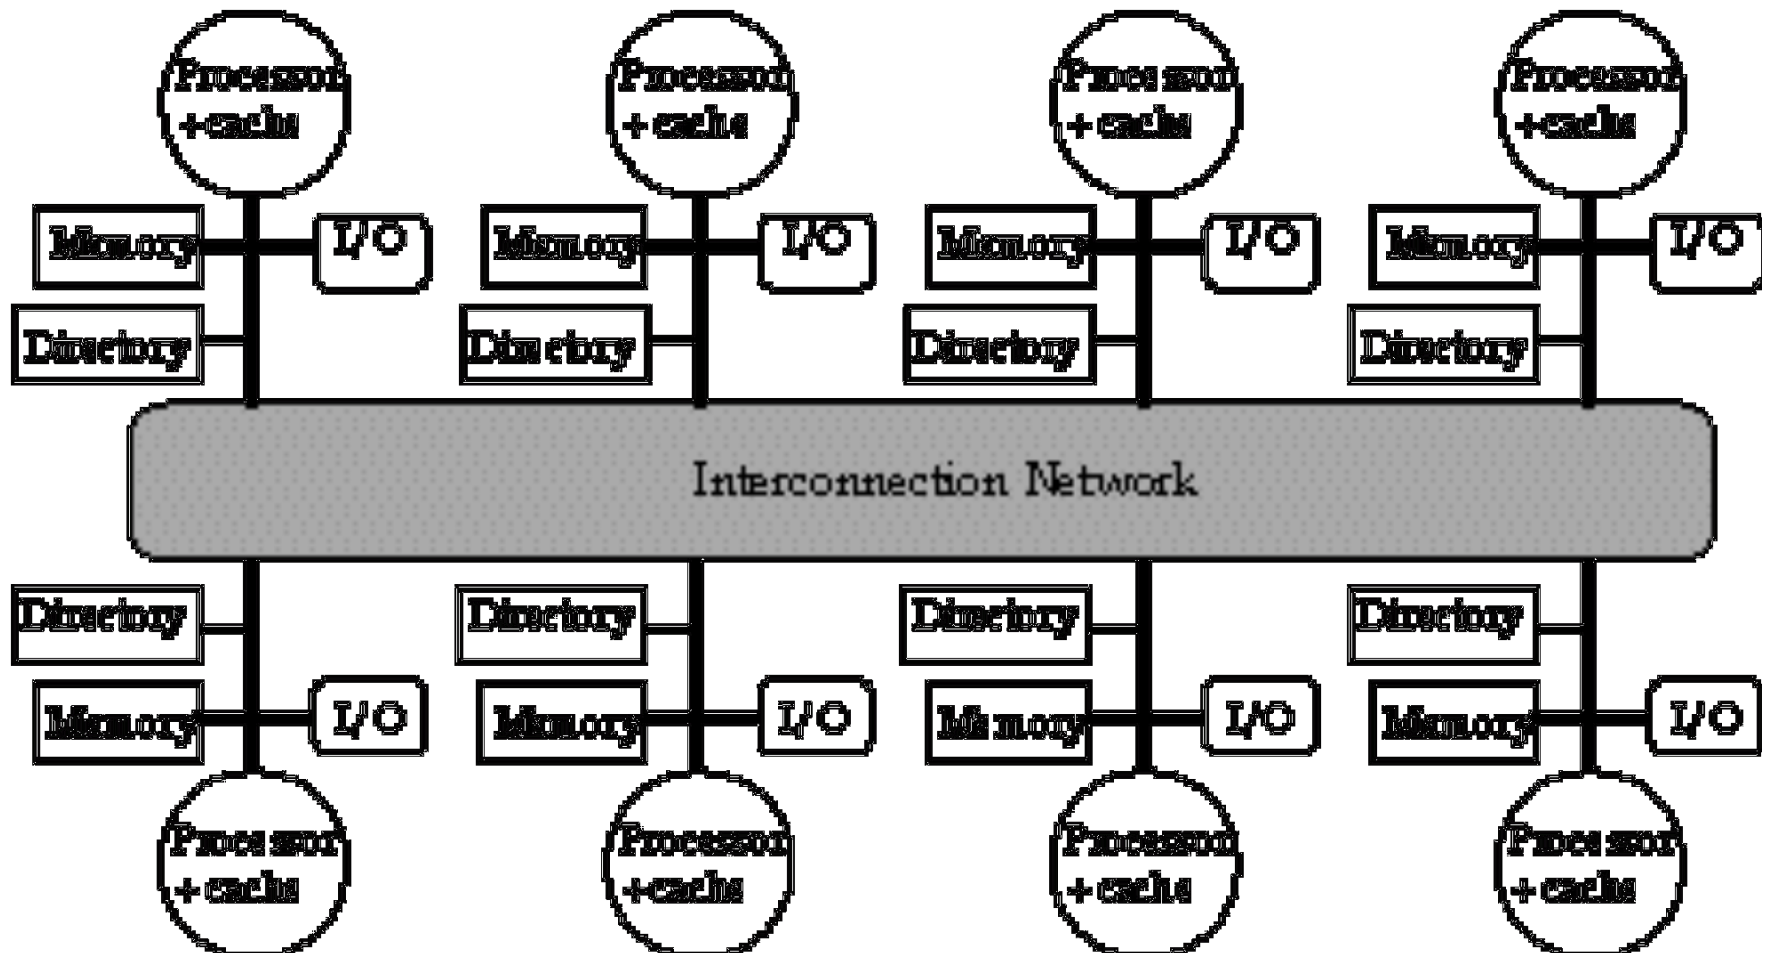 Processor
+cache
Processor
+cache
Processor
+cache
Processor
+cache
Memory
I/O
Memory
I/O
Memory
I/O
Memory
I/O
Directory
Directory
Directory
Directory
Interconnection Network
Directory
Directory
Directory
Directory
Memory
I/O
Memory
I/O
Memory
I/O
Memory
I/O
Processor
+cache
Processor
+cache
Processor
+cache
Processor
+cache